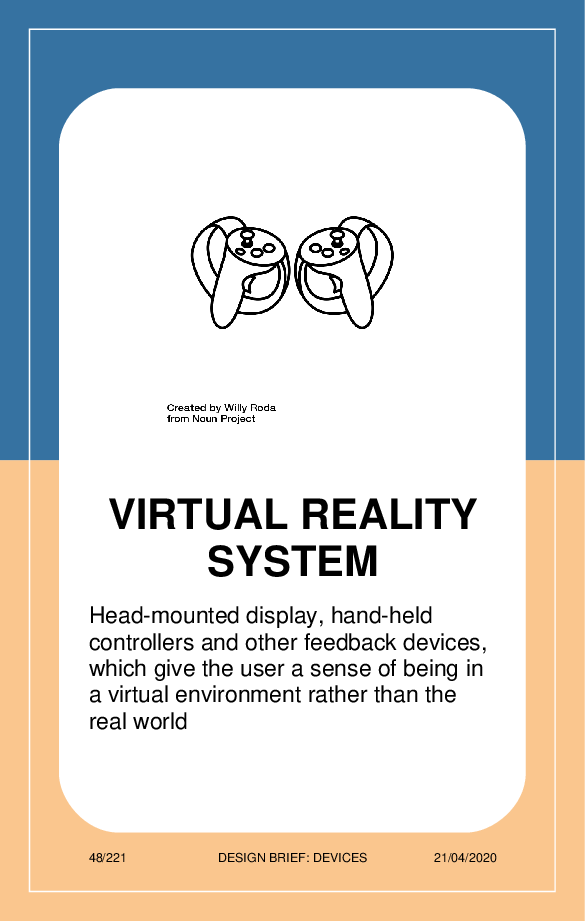 Created by Willy Roda
from Noun Project
VIRTUAL REALITY
SYSTEM
Head-mounted display, hand-held
controllers and other feedback devices,
which give the user a sense of being in
a virtual environment rather than the
real world
48/221 DESIGN BRIEF: DEVICES 21/04/2020